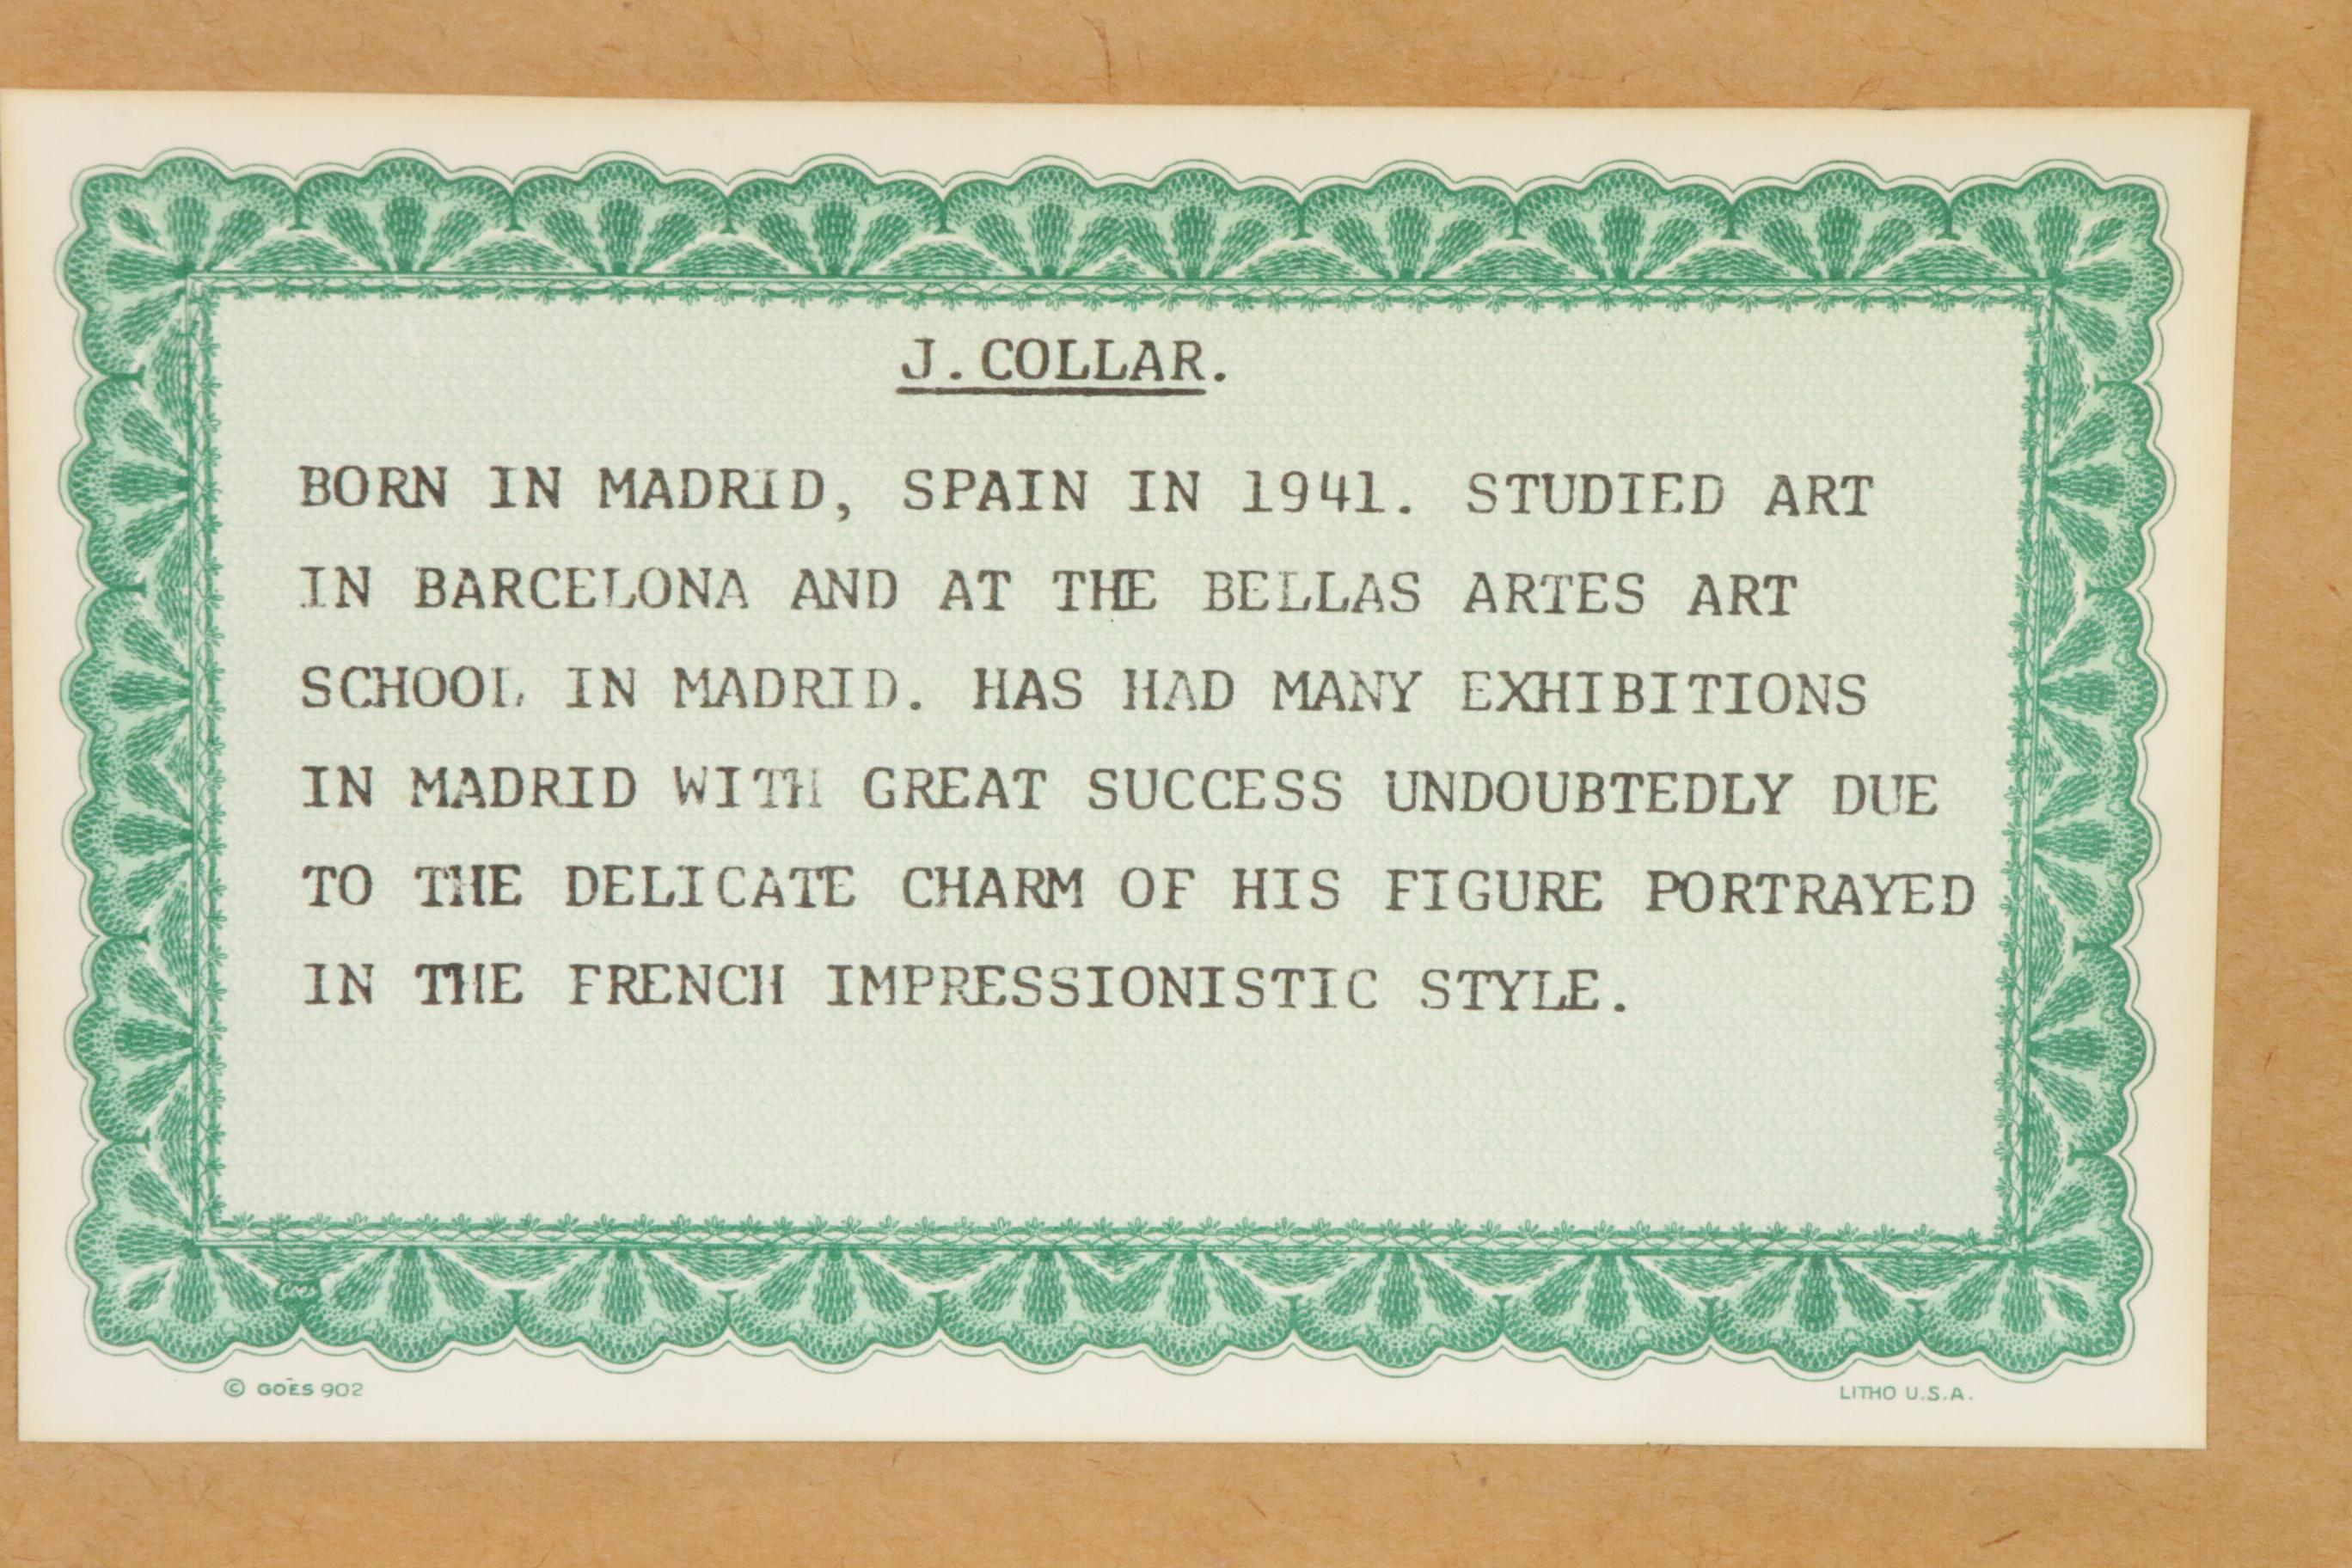 J. COLLAR.
BORN IN MADRID, SPAIN IN 1941. STUDIED ART
IN BARCELONA AND AT THE BELLAS ARTES ART
SCHOOL IN MADRID. HAS HAD MANY EXHIBITIONS
IN MADRID WITH GREAT SUCCESS UNDOUBTEDLY DUE
TO THE DELICATE CHARM OF HIS FIGURE PORTRAYED
IN THE FRENCH IMPRESSIONISTIC STYLE.
Goes
© GOES 902
LITHO U.S.A.